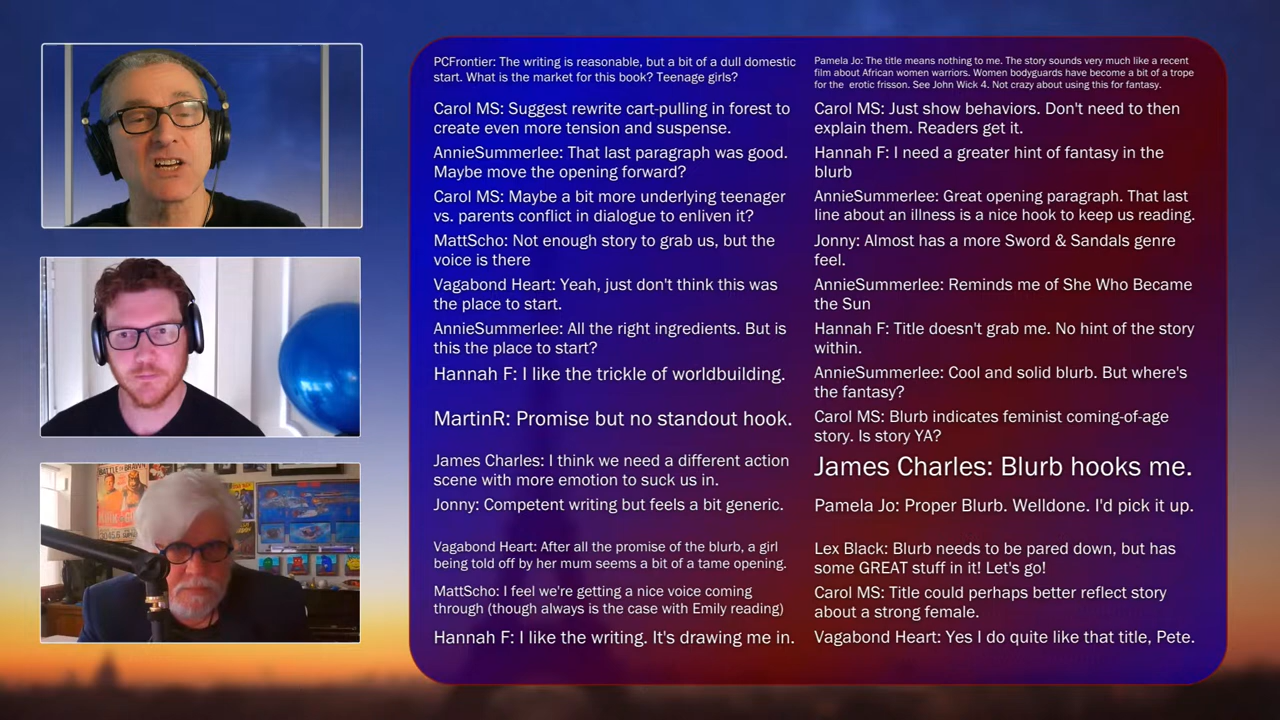 PCFrontier: The writing is reasonable, but a bit of a dull domestic
start. What is the market for this book? Teenage girls?
Carol MS: Suggest rewrite cart-pulling in forest to
create even more tension and suspense.
AnnieSummerlee: That last paragraph was good.
Maybe move the opening forward?
Carol MS: Maybe a bit more underlying teenager
vs. parents conflict in dialogue to enliven it?
MattScho: Not enough story to grab us, but the
voice is there
Vagabond Heart: Yeah, just don't think this was
the place to start.
AnnieSummerlee: All the right ingredients. But is
this the place to start?
Hannah F: I like the trickle of worldbuilding.
MartinR: Promise but no standout hook.
James Charles: I think we need a different action
scene with more emotion to suck us in.
Jonny: Competent writing but feels a bit generic.
Vagabond Heart: After all the promise of the blurb, a girl
being told off by her mum seems a bit of a tame opening.
MattScho: I feel we're getting a nice voice coming
through (though always is the case with Emily reading)
Hannah F: I like the writing. It's drawing me in.
Pamela Jo: The title means nothing to me. The story sounds very much like a recent
film about African women warriors. Women bodyguards have become a bit of a trope
for the erotic frisson. See John Wick 4. Not crazy about using this for fantasy.
Carol MS: Just show behaviors. Don't need to then
explain them. Readers get it.
Hannah F: I need a greater hint of fantasy in the
blurb
AnnieSummerlee: Great opening paragraph. That last
line about an illness is a nice hook to keep us reading.
Jonny: Almost has a more Sword & Sandals genre
feel.
AnnieSummerlee: Reminds me of She Who Became
the Sun
Hannah F: Title doesn't grab me. No hint of the story
within.
AnnieSummerlee: Cool and solid blurb. But where's
the fantasy?
Carol MS: Blurb indicates feminist coming-of-age
story. Is story YA?
James Charles: Blurb hooks me.
Pamela Jo: Proper Blurb. Welldone. I'd pick it up.
Lex Black: Blurb needs to be pared down, but has
some GREAT stuff in it! Let's go!
Carol MS: Title could perhaps better reflect story
about a strong female.
Vagabond Heart: Yes I do quite like that title, Pete.